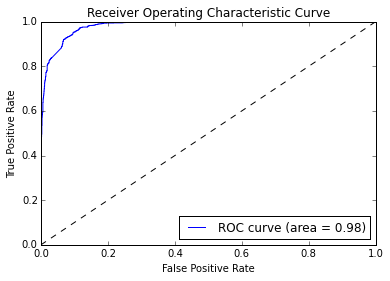 Receiver Operating Characteristic Curve
1.0
0.8
0.6
0.4
0.2
0.0
True Positive Rate
ROC curve (area = 0.98)
0.0 0.2 0.4 0.6 0.8 1.0
False Positive Rate